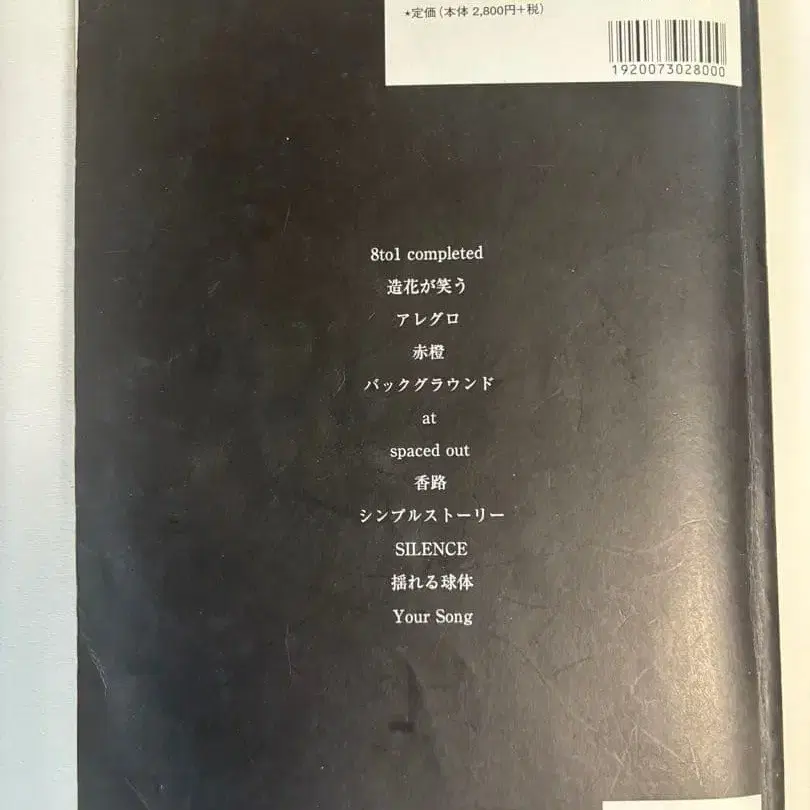 ★定価(本体 2,800円+税)
1920073028000
8to1 completed
造花が笑う
アレグロ
赤橙
バックグラウンド
at
spaced out
香路
シンプルストーリー
SILENCE
揺れる球体
Your Song